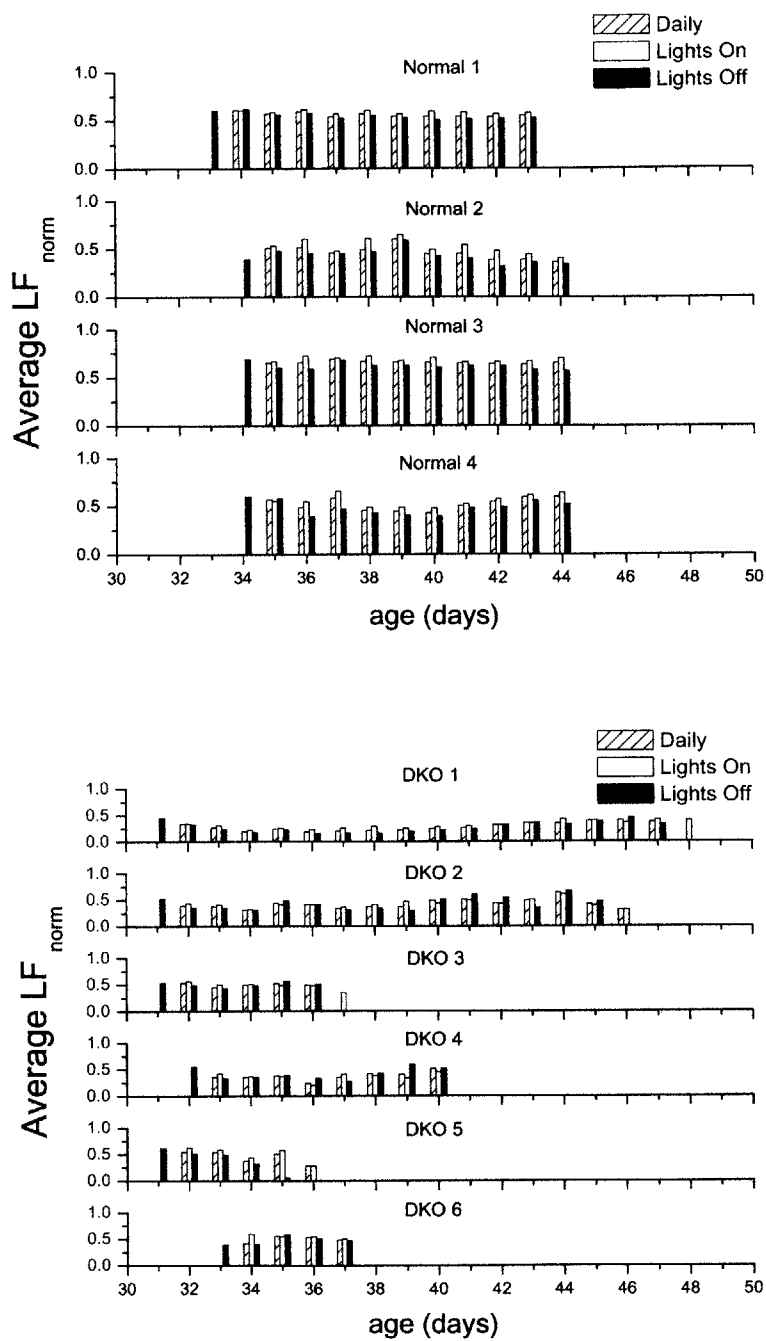 Daily
Lights On
Lights Off
Normal 1
1.0
0.5
0.0
Normal 2
1.0
0.5
0.0
Normal 3
1.0
0.5
0.0
Normal 4
1.0
0.5
0.0
Average LF norm
30 32 34 36 38 40 42 44 46 48 50
age (days)
Daily
Lights On
Lights Off
DKO 1
1.0
0.5
0.0
DKO 2
1.0
0.5
0.0
DKO 3
1.0
0.5
0.0
DKO 4
1.0
0.5
0.0
DKO 5
1.0
0.5
0.0
DKO 6
1.0
0.5
0.0
Average LF norm
30 32 34 36 38 40 42 44 46 48 50
age (days)